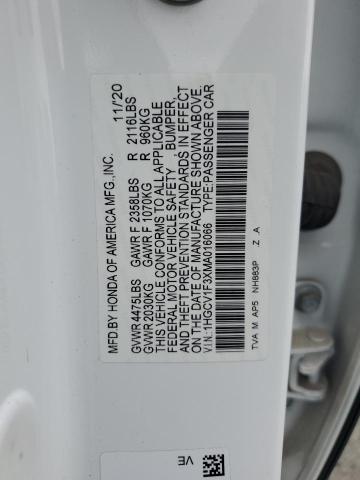 MFD.BY HONDA OF AMERICA MFG.,INC. 11/'20
GVWR 4475LBS GAWR F 2358LBS R 2116LBS
GVWR 2030KG GAWR F 1070KG R 960KG
THIS VEHICLE CONFORMS TO ALL APPLICABLE
FEDERAL MOTOR VEHICLE SAFETY , BUMPER,
AND THEFT PREVENTION STANDARDS IN EFFECT
ON THE DATE OF MANUFACTURE SHOWN ABOVE.
V.I.N.:1HGCV1F3XMA016066 TYPE:PASSENGER CAR
TVA M AP5 NH883P Z A
VE